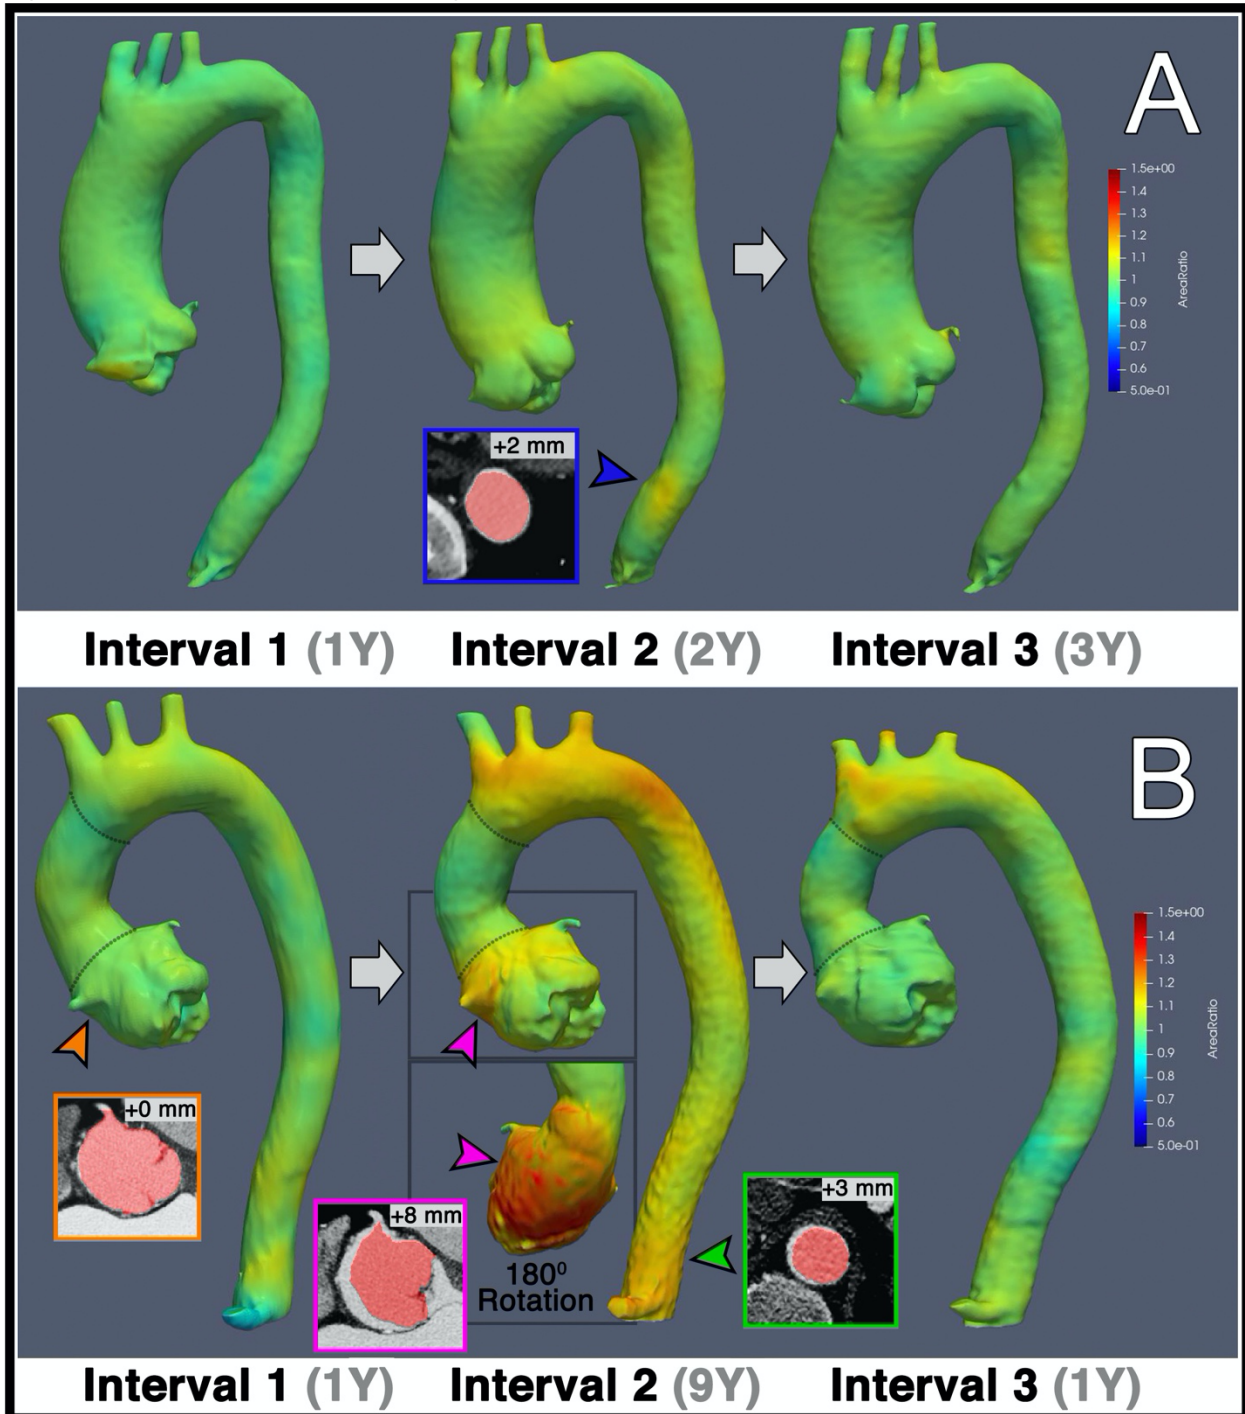 A
1.5e+00
1.4
1.3
1.2
1.1
1
0.9
0.8
0.7
0.6
5.0e-01
AreaRatio
+2 mm
Interval 1 (1Y)
Interval 2 (2Y)
Interval 3 (3Y)
B
1.5e+00
1.4
1.3
1.2
1.1
1
0.9
0.8
0.7
0.6
5.0e-01
AreaRatio
+0 mm
+8 mm
+3 mm
180⁰
Rotation
Interval 1 (1Y)
Interval 2 (9Y)
Interval 3 (1Y)